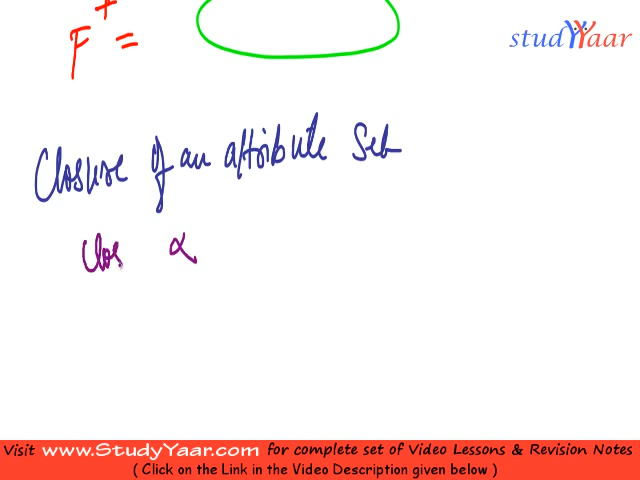 F⁺ =
studYYaar
Closure of an attribute Set
Clos α
Visit www.StudyYaar.com for complete set of Video Lessons & Revision Notes
( Click on the Link in the Video Description given below )